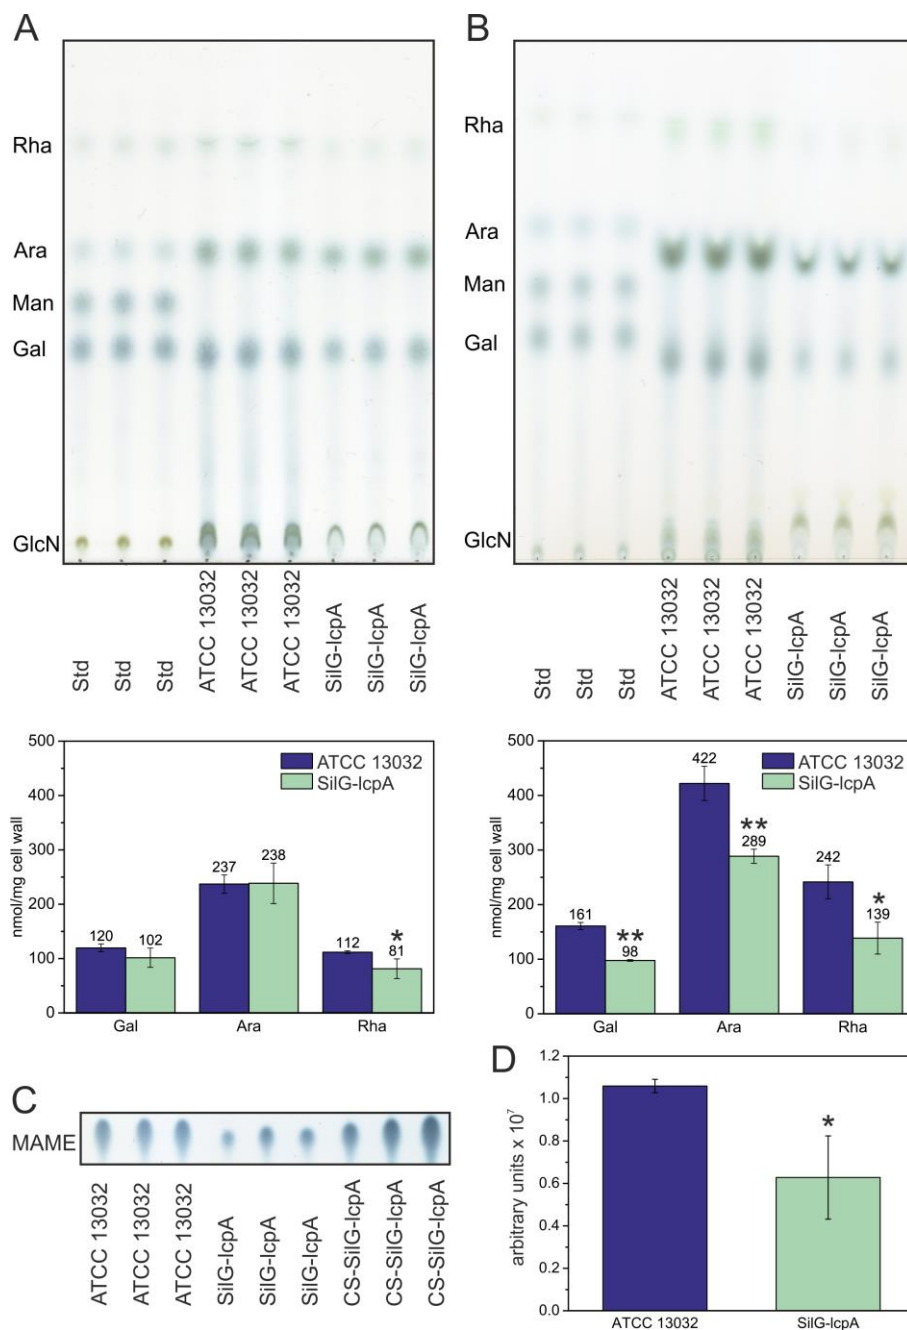 A
Rha
Ara
Man
Gal
GlcN
Std
Std
Std
ATCC 13032
ATCC 13032
ATCC 13032
SilG-lcpA
SilG-lcpA
SilG-lcpA
B
Rha
Ara
Man
Gal
GlcN
Std
Std
Std
ATCC 13032
ATCC 13032
ATCC 13032
SilG-lcpA
SilG-lcpA
SilG-lcpA
nmol/mg cell wall
500
400
300
200
100
0
ATCC 13032
SilG-lcpA
120
102
237
238
112
*
81
Gal
Ara
Rha
500
400
300
200
100
0
ATCC 13032
SilG-lcpA
161
**
98
422
**
289
242
*
139
Gal
Ara
Rha
C
MAME
ATCC 13032
ATCC 13032
ATCC 13032
SilG-lcpA
SilG-lcpA
SilG-lcpA
CS-SilG-lcpA
CS-SilG-lcpA
CS-SilG-lcpA
D
arbitrary units x 10⁷
1.2
1.0
0.8
0.6
0.4
0.2
0.0
*
ATCC 13032
SilG-lcpA